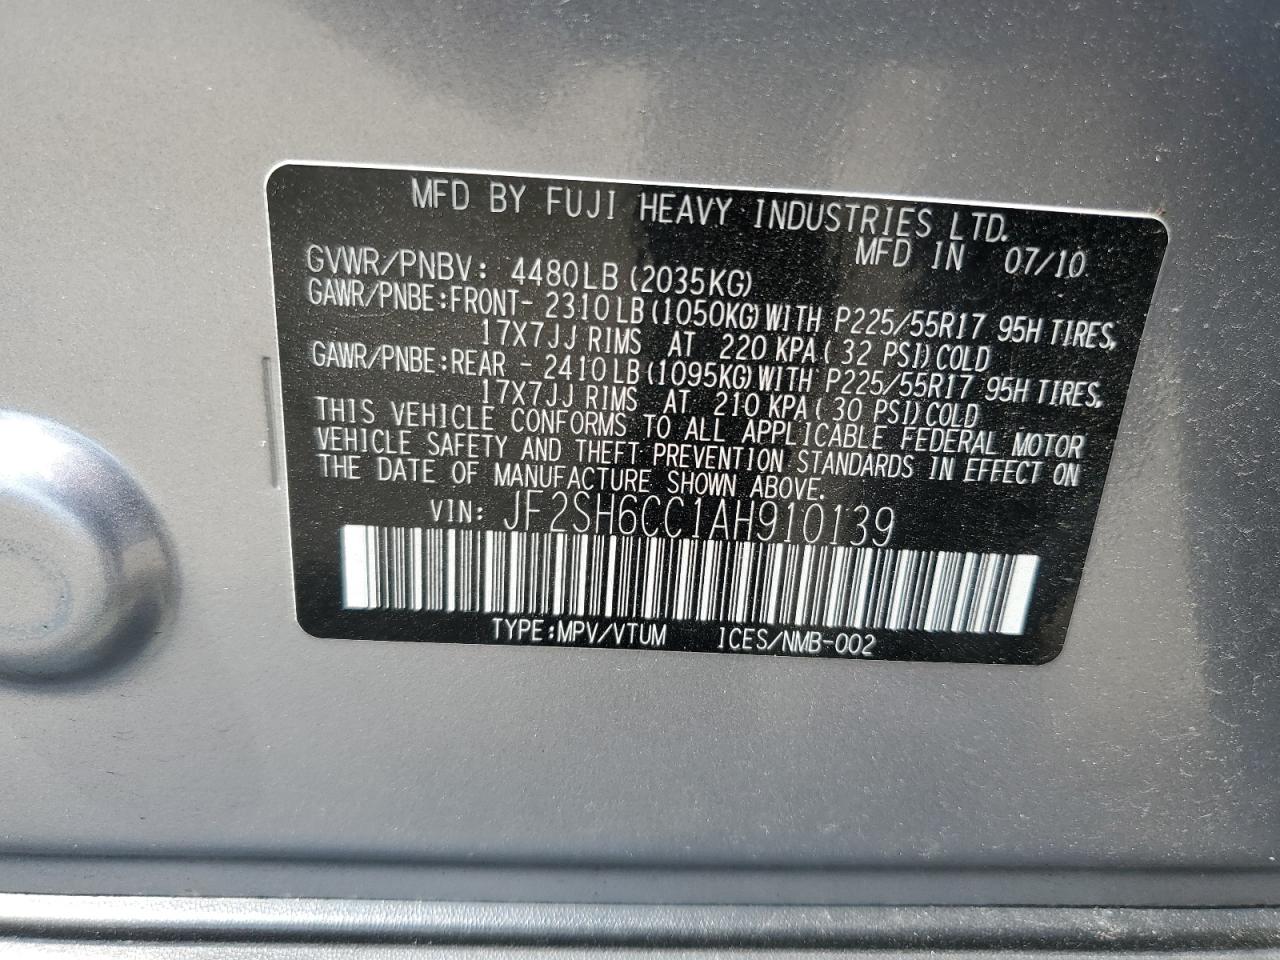 MFD BY FUJI HEAVY INDUSTRIES LTD.
MFD IN 07/10
GVWR/PNBV: 4480LB (2035KG)
GAWR/PNBE:FRONT- 2310LB(1050KG)WITH P225/55R17 95H TIRES,
17X7JJ RIMS AT 220 KPA( 32 PSI)COLD
GAWR/PNBE:REAR - 2410LB(1095KG)WITH P225/55R17 95H TIRES,
17X7JJ RIMS AT 210 KPA( 30 PSI)COLD
THIS VEHICLE CONFORMS TO ALL APPLICABLE FEDERAL MOTOR
VEHICLE SAFETY AND THEFT PREVENTION STANDARDS IN EFFECT ON
THE DATE OF MANUFACTURE SHOWN ABOVE.
VIN: JF2SH6CC1AH910139
TYPE:MPV/VTUM ICES/NMB-002